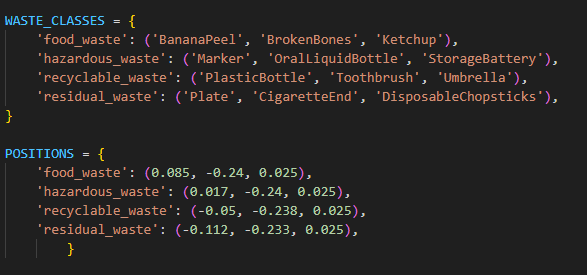 WASTE_CLASSES = {
    'food_waste': ('BananaPeel', 'BrokenBones', 'Ketchup'),
    'hazardous_waste': ('Marker', 'OralLiquidBottle', 'StorageBattery'),
    'recyclable_waste': ('PlasticBottle', 'Toothbrush', 'Umbrella'),
    'residual_waste': ('Plate', 'CigaretteEnd', 'DisposableChopsticks'),
}
POSITIONS = {
    'food_waste': (0.085, -0.24, 0.025),
    'hazardous_waste': (0.017, -0.24, 0.025),
    'recyclable_waste': (-0.05, -0.238, 0.025),
    'residual_waste': (-0.112, -0.233, 0.025),
        }